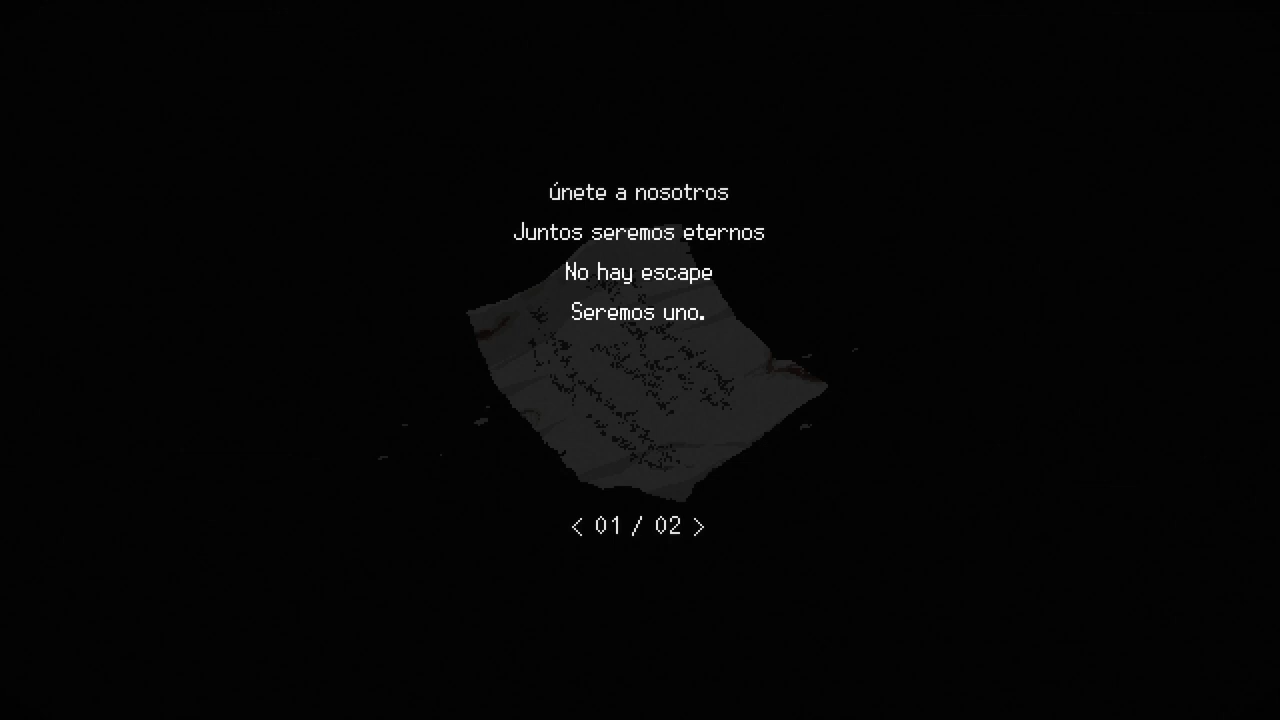 únete a nosotros
Juntos seremos eternos
No hay escape
Seremos uno.
< 01 / 02 >